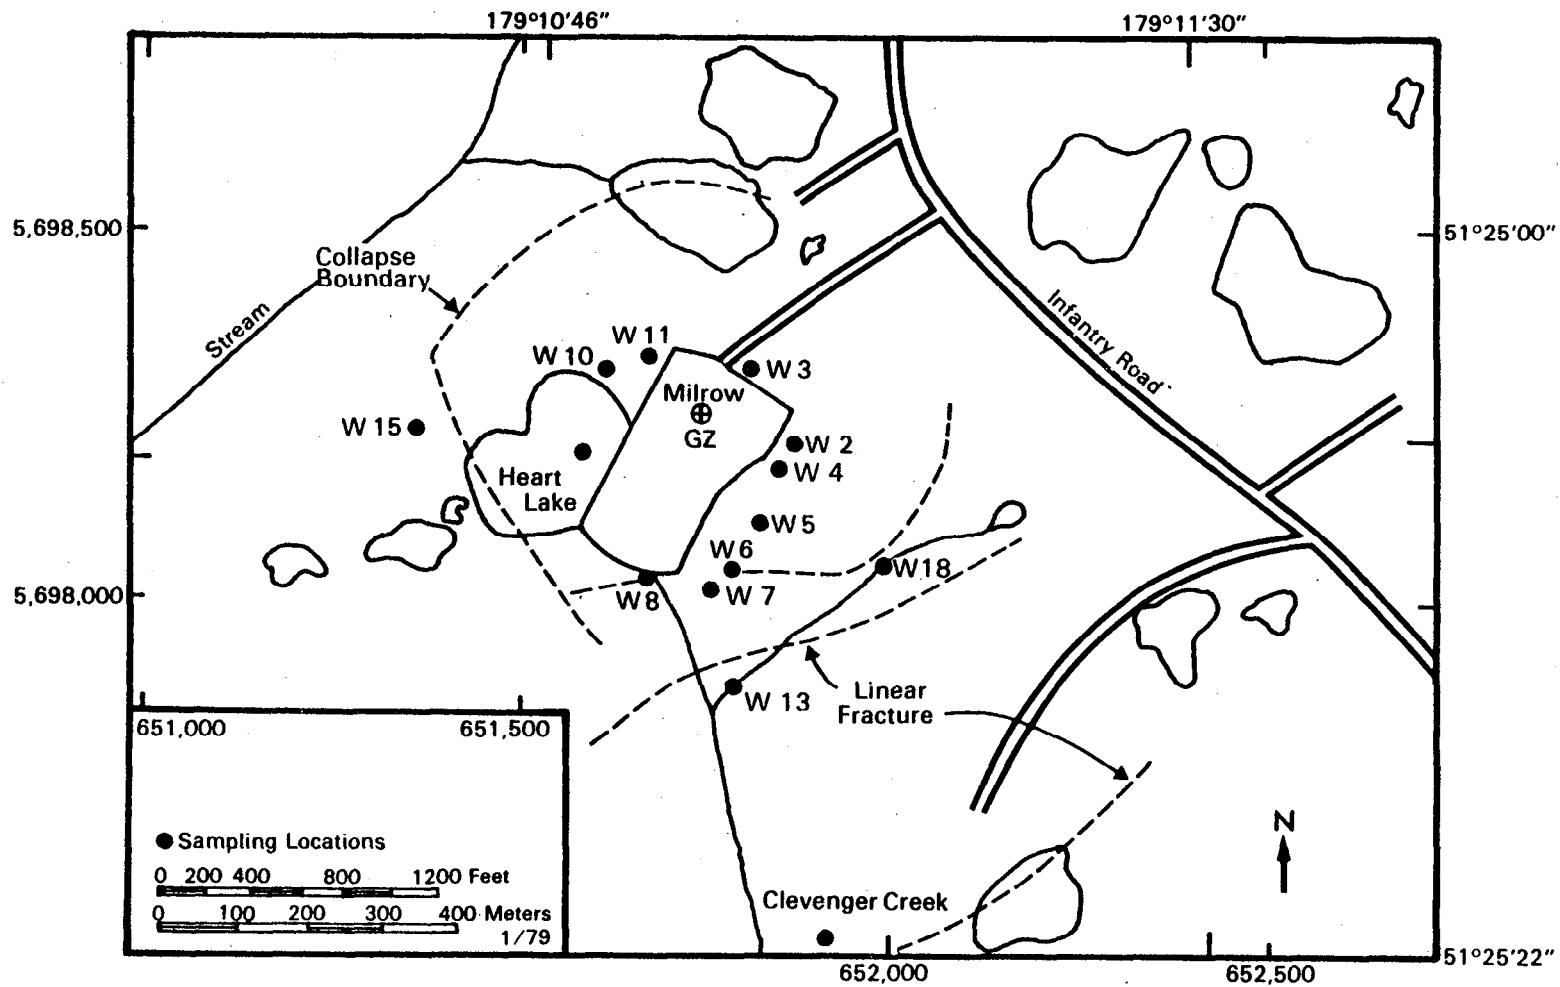 179°10'46"
179°11'30"
5,698,500
51°25'00"
Collapse
Boundary
Stream
Infantry Road
W 11
W 10
W 3
Milrow
GZ
W 15
W 2
W 4
Heart
Lake
W 5
W 6
W 18
5,698,000
W 8
W 7
W 13
Linear
Fracture
651,000
651,500
N
Sampling Locations
0 200 400 800 1200 Feet
0 100 200 300 400 Meters
1/79
Clevenger Creek
51°25'22"
652,000
652,500